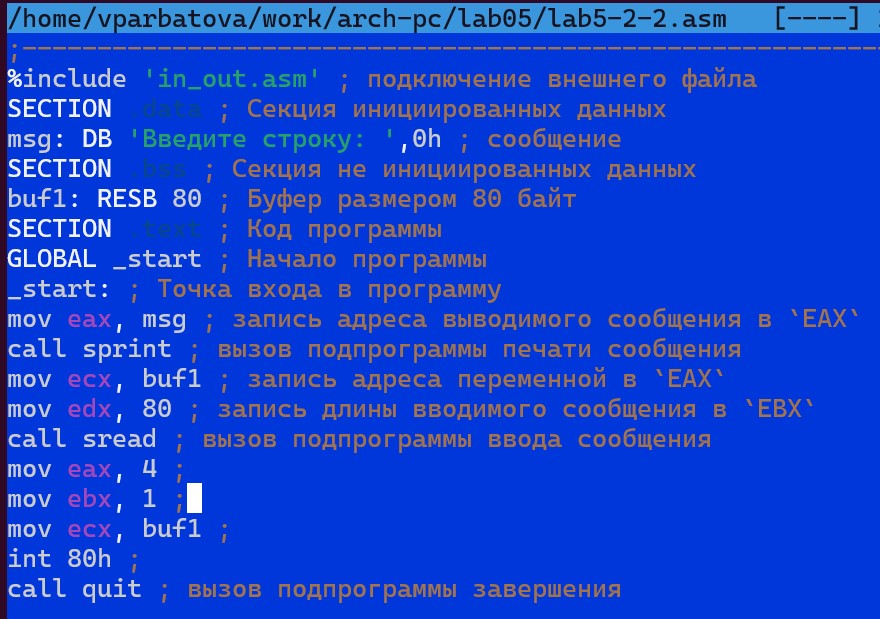 /home/vparbatova/work/arch-pc/lab05/lab5-2-2.asm [----]
;---------------------------------------------------------
%include 'in_out.asm' ; подключение внешнего файла
SECTION .data ; Секция инициированных данных
msg: DB 'Введите строку: ',0h ; сообщение
SECTION .bss ; Секция не инициированных данных
buf1: RESB 80 ; Буфер размером 80 байт
SECTION .text ; Код программы
GLOBAL _start ; Начало программы
_start: ; Точка входа в программу
mov eax, msg ; запись адреса выводимого сообщения в `EAX`
call sprint ; вызов подпрограммы печати сообщения
mov ecx, buf1 ; запись адреса переменной в `EAX`
mov edx, 80 ; запись длины вводимого сообщения в `EBX`
call sread ; вызов подпрограммы ввода сообщения
mov eax, 4 ;
mov ebx, 1 ;
mov ecx, buf1 ;
int 80h ;
call quit ; вызов подпрограммы завершения